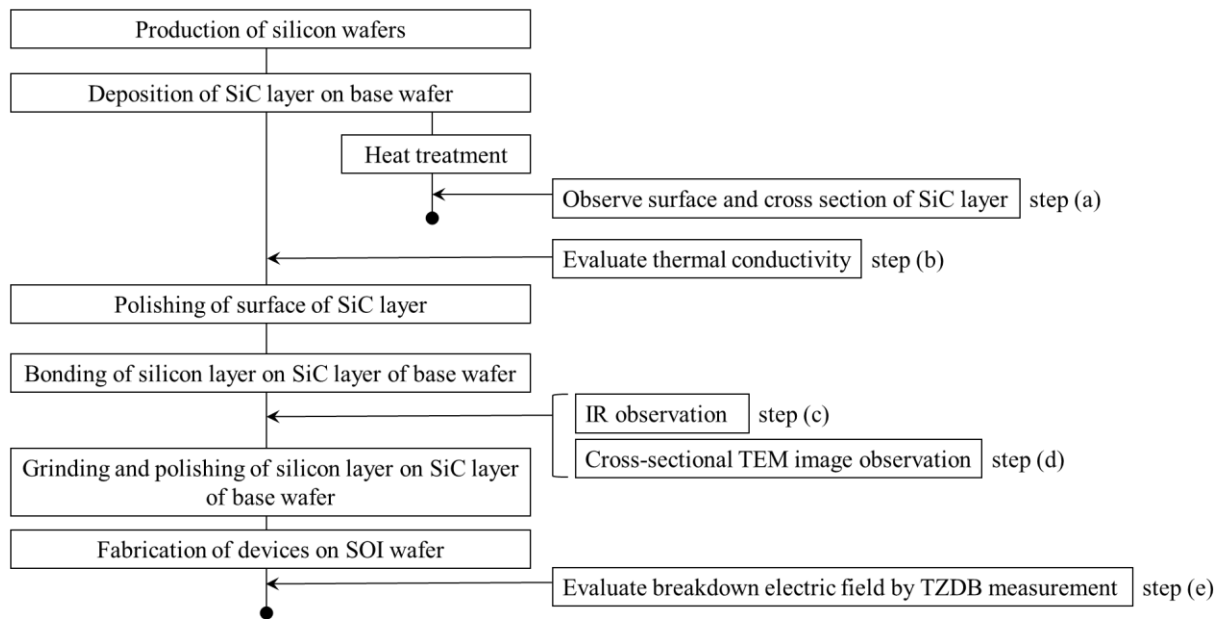 Production of silicon wafers
Deposition of SiC layer on base wafer
Heat treatment
Observe surface and cross section of SiC layer step (a)
Evaluate thermal conductivity step (b)
Polishing of surface of SiC layer
Bonding of silicon layer on SiC layer of base wafer
IR observation step (c)
Cross-sectional TEM image observation step (d)
Grinding and polishing of silicon layer on SiC layer
of base wafer
Fabrication of devices on SOI wafer
Evaluate breakdown electric field by TZDB measurement step (e)